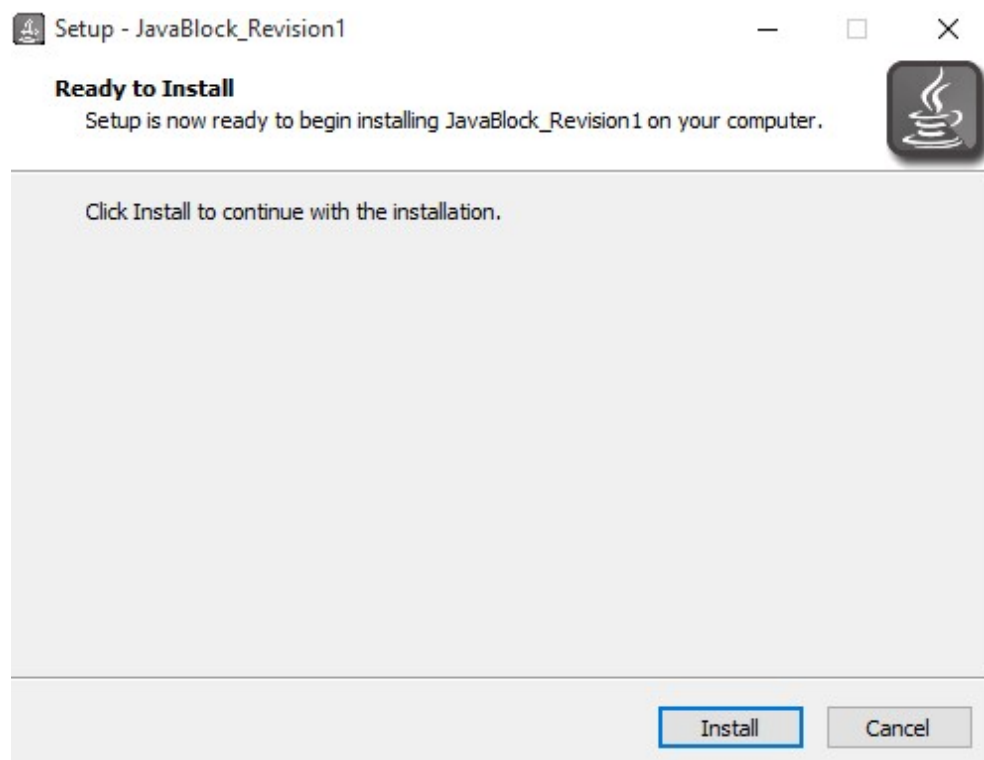 Setup - JavaBlock_Revision1
Ready to Install
Setup is now ready to begin installing JavaBlock_Revision1 on your computer.
Click Install to continue with the installation.
Install Cancel